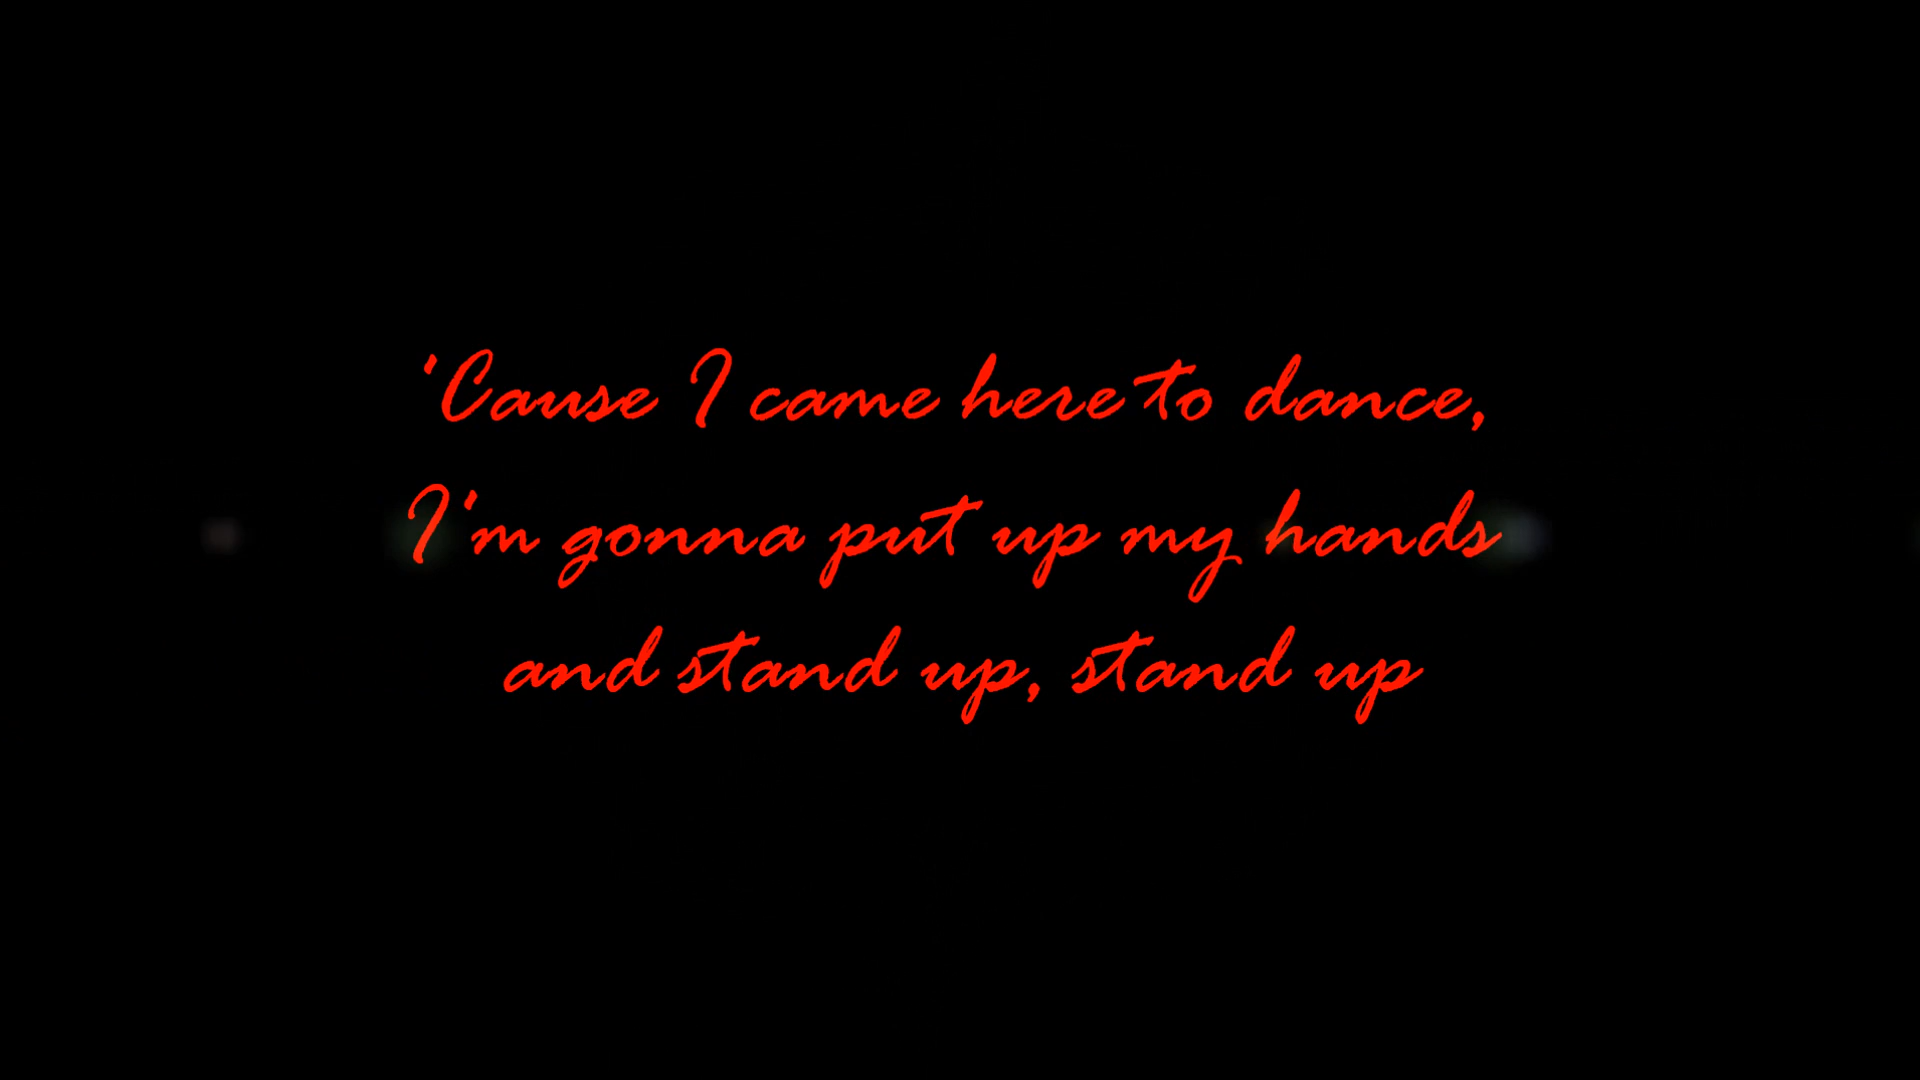 'Cause I came here to dance,
I'm gonna put up my hands
and stand up, stand up